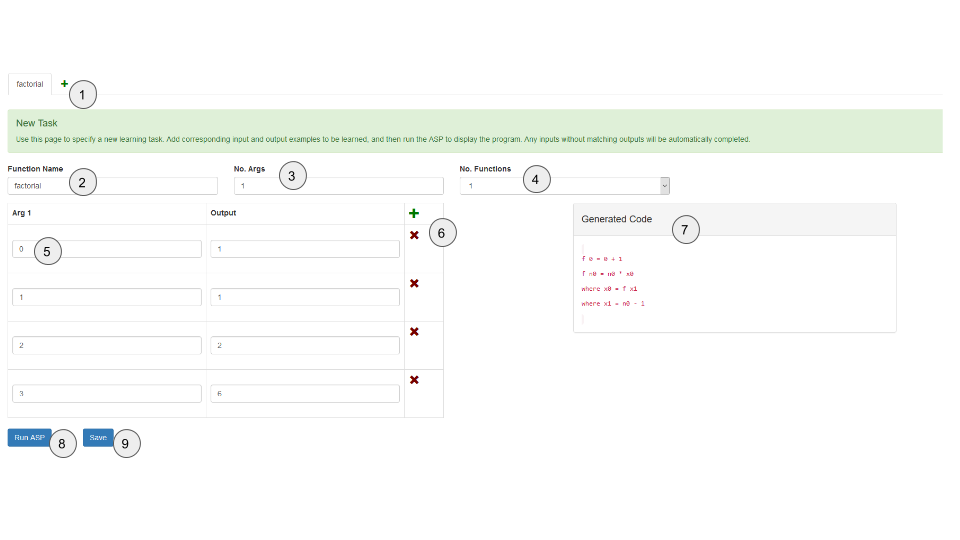 factorial
1
New Task
Use this page to specify a new learning task. Add corresponding input and output examples to be learned, and then run the ASP to display the program. Any inputs without matching outputs will be automatically completed.
Function Name
No. Args
No. Functions
factorial
2
1
3
1
4
Arg 1
Output
6
Generated Code
7
0
5
1
f 0 = 0 + 1
f n0 = n0 * x0
where x0 = f x1
where x1 = n0 - 1
1
1
2
2
3
6
Run ASP
8
Save
9